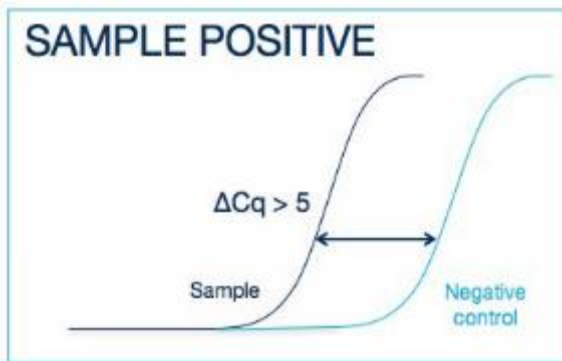 SAMPLE POSITIVE
ΔCq > 5
Sample
Negative
control